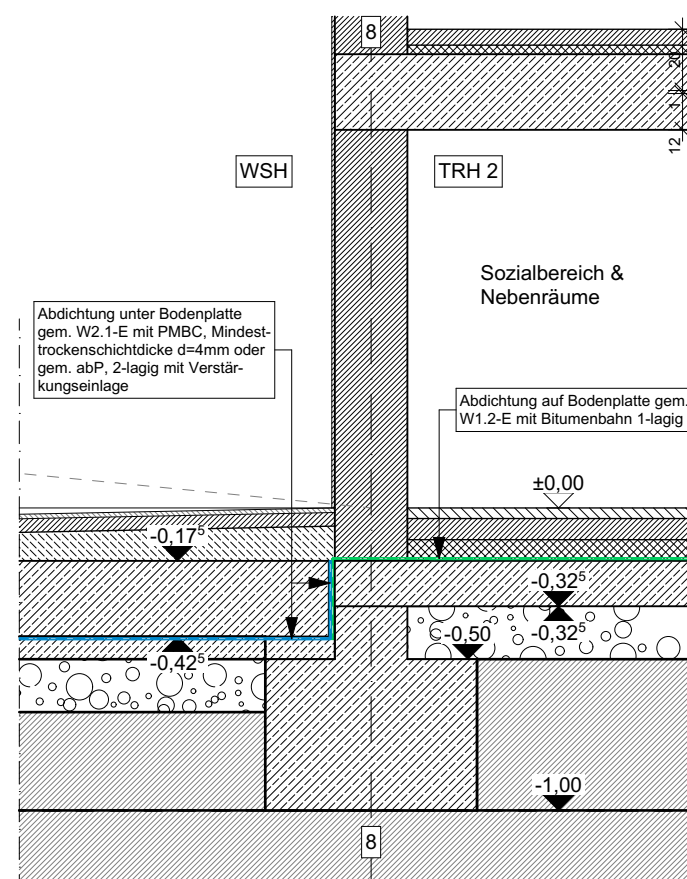 8
20
1
12
WSH
TRH 2
Sozialbereich &
Nebenräume
Abdichtung unter Bodenplatte
gem. W2.1-E mit PMBC, Mindest-
trockenschichtdicke d=4mm oder
gem. abP, 2-lagig mit Verstär-
kungseinlage
Abdichtung auf Bodenplatte gem.
W1.2-E mit Bitumenbahn 1-lagig
±0,00
-0,17⁵
-0,32⁵
-0,32⁵
-0,50
-0,42⁵
-1,00
8